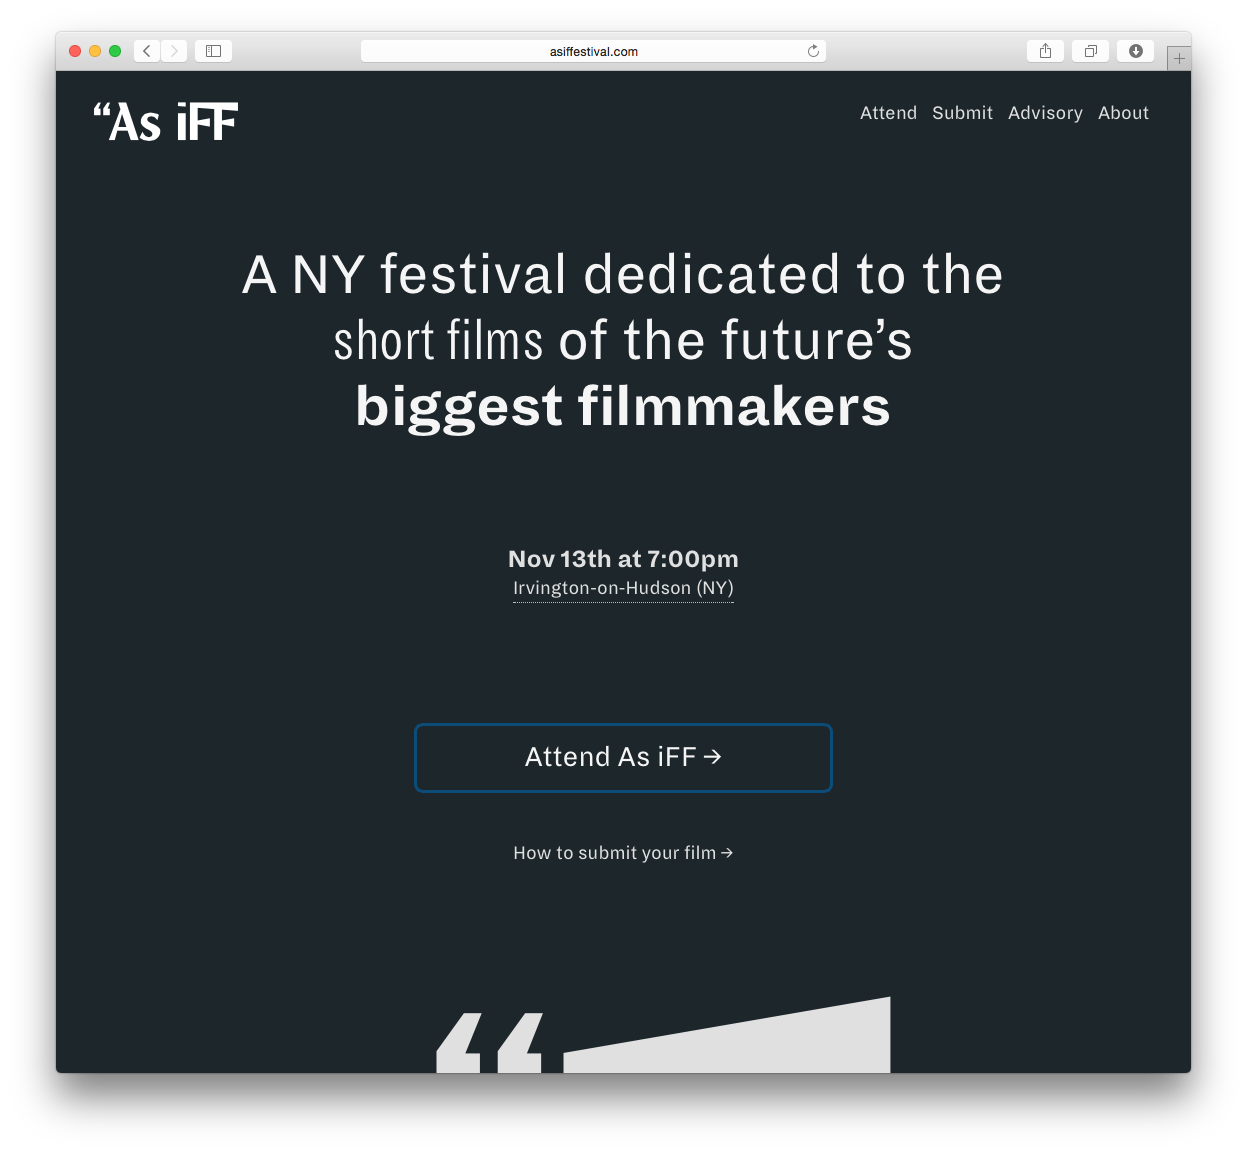 asiffestival.com
“As iFF
Attend Submit Advisory About
A NY festival dedicated to the
short films of the future’s
biggest filmmakers
Nov 13th at 7:00pm
Irvington-on-Hudson (NY)
Attend As iFF →
How to submit your film →
“